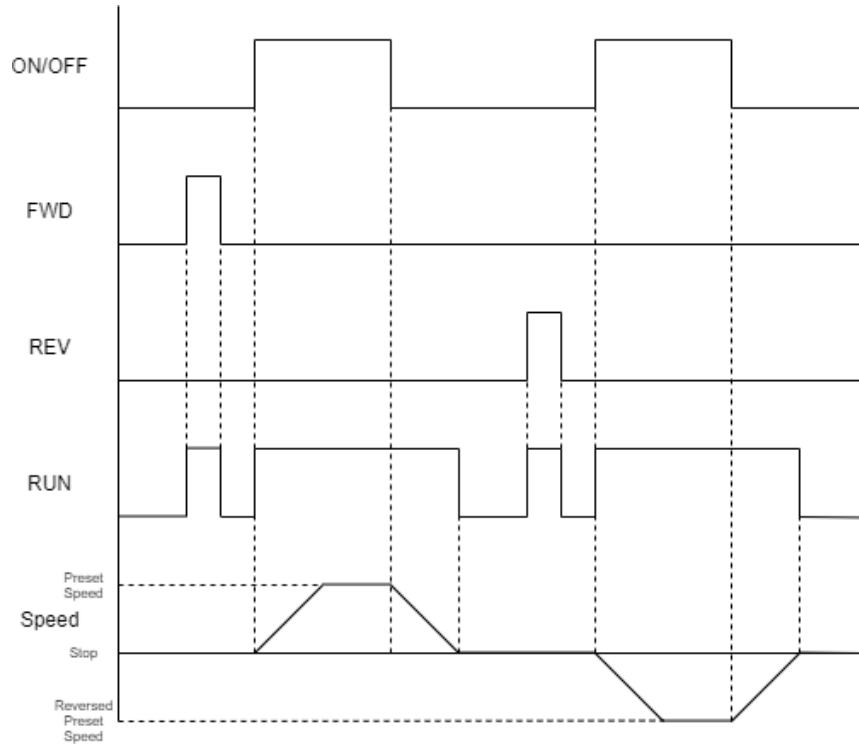 ON/OFF
FWD
REV
RUN
Preset
Speed
Speed
Stop
Reversed
Preset
Speed